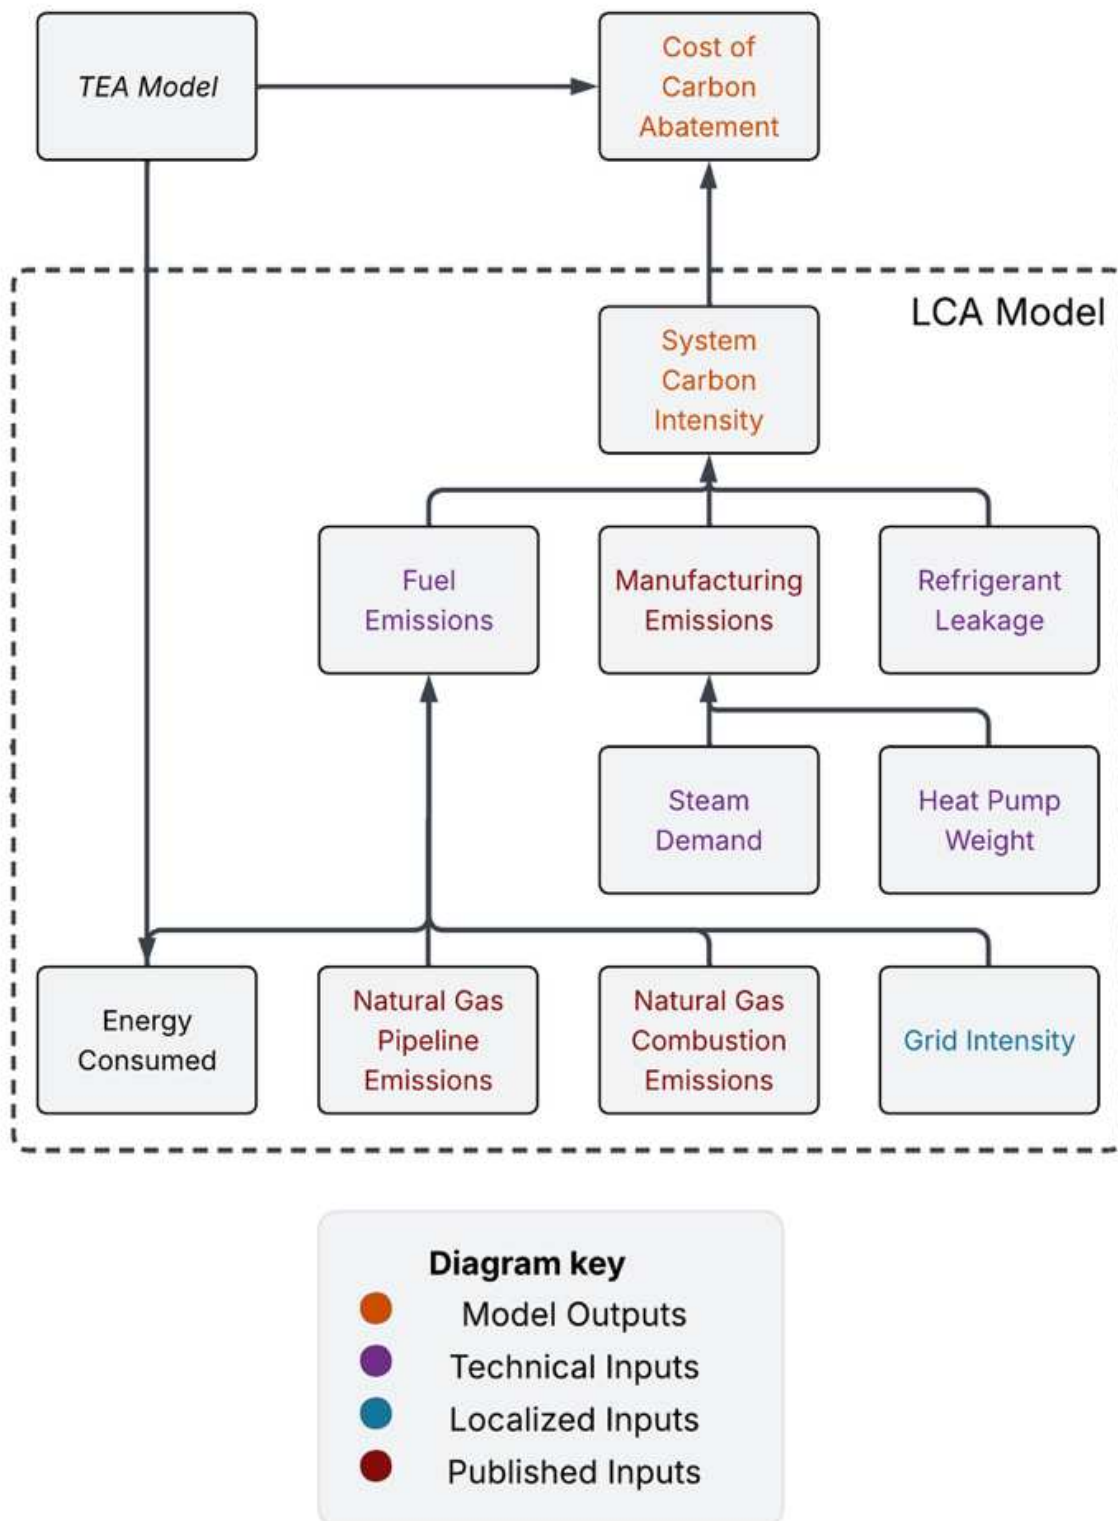 TEA Model
Cost of
Carbon
Abatement
LCA Model
System
Carbon
Intensity
Fuel
Emissions
Manufacturing
Emissions
Refrigerant
Leakage
Steam
Demand
Heat Pump
Weight
Energy
Consumed
Natural Gas
Pipeline
Emissions
Natural Gas
Combustion
Emissions
Grid Intensity
Diagram key
Model Outputs
Technical Inputs
Localized Inputs
Published Inputs